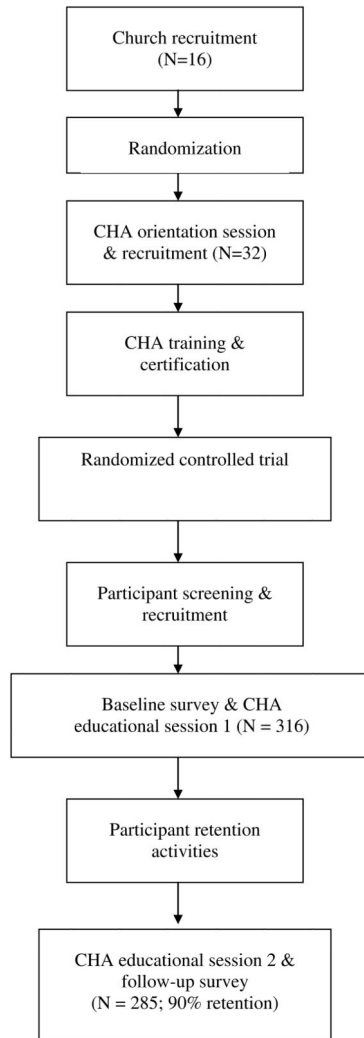 Church recruitment
(N=16)
Randomization
CHA orientation session
& recruitment (N=32)
CHA training &
certification
Randomized controlled trial
Participant screening &
recruitment
Baseline survey & CHA
educational session 1 (N = 316)
Participant retention
activities
CHA educational session 2 &
follow-up survey
(N = 285; 90% retention)